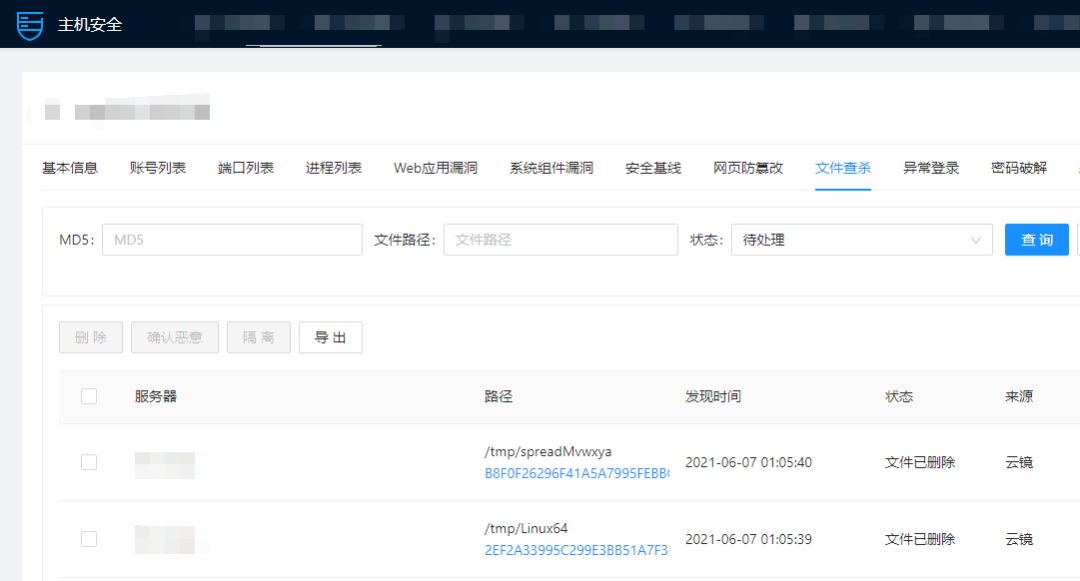 主机安全
基本信息 账号列表 端口列表 进程列表 Web应用漏洞 系统组件漏洞 安全基线 网页防篡改 文件查杀 异常登录 密码破解
MD5: MD5 文件路径: 文件路径 状态: 待处理 查 询
删 除 确认恶意 隔 离 导 出
服务器 路径 发现时间 状态 来源
/tmp/spreadMvwxya
B8F0F26296F41A5A7995FEBB 2021-06-07 01:05:40 文件已删除 云镜
/tmp/Linux64
2EF2A33995C299E3BB51A7F3 2021-06-07 01:05:39 文件已删除 云镜